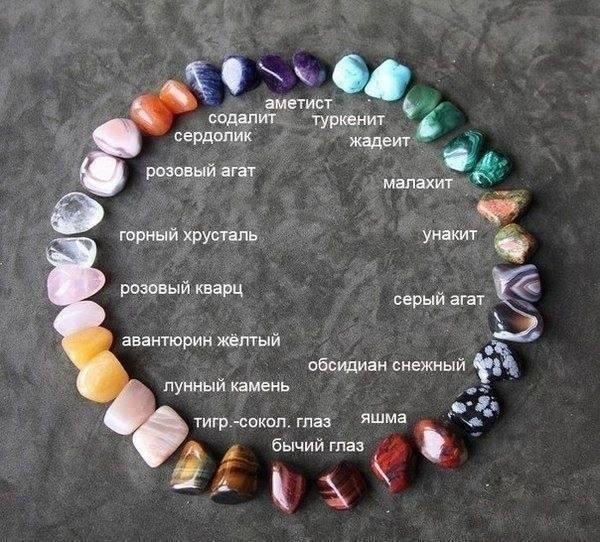 аметист
содалит
туркенит
сердолик
жадеит
розовый агат
малахит
горный хрусталь
унакит
розовый кварц
серый агат
авантюрин жёлтый
обсидиан снежный
лунный камень
тигр.-сокол. глаз
яшма
бычий глаз